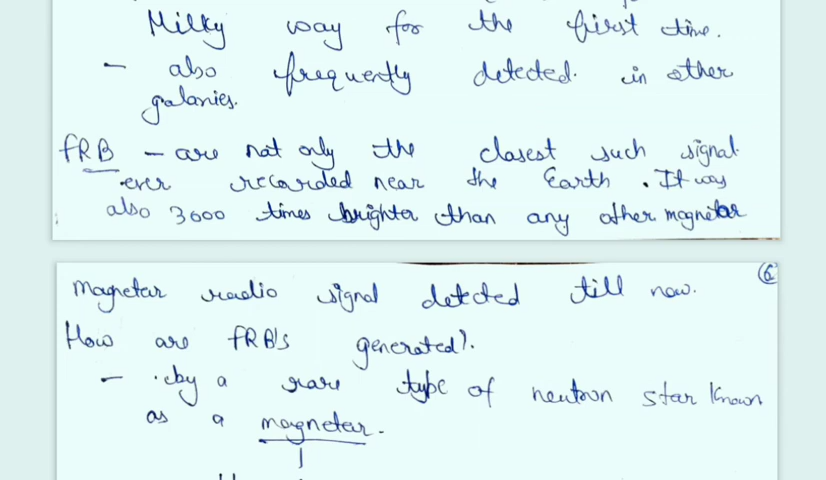 Milky way for the first time.
- also frequently detected. in other
galaxies.
FRB - are not only the closest such signal
ever recorded near the Earth. It was
also 3000 times brighter than any other magnetar
6
magnetar radio signal detected till now.
How are FRB's generated?.
- by a rare type of neutron star known
as a magnetar.